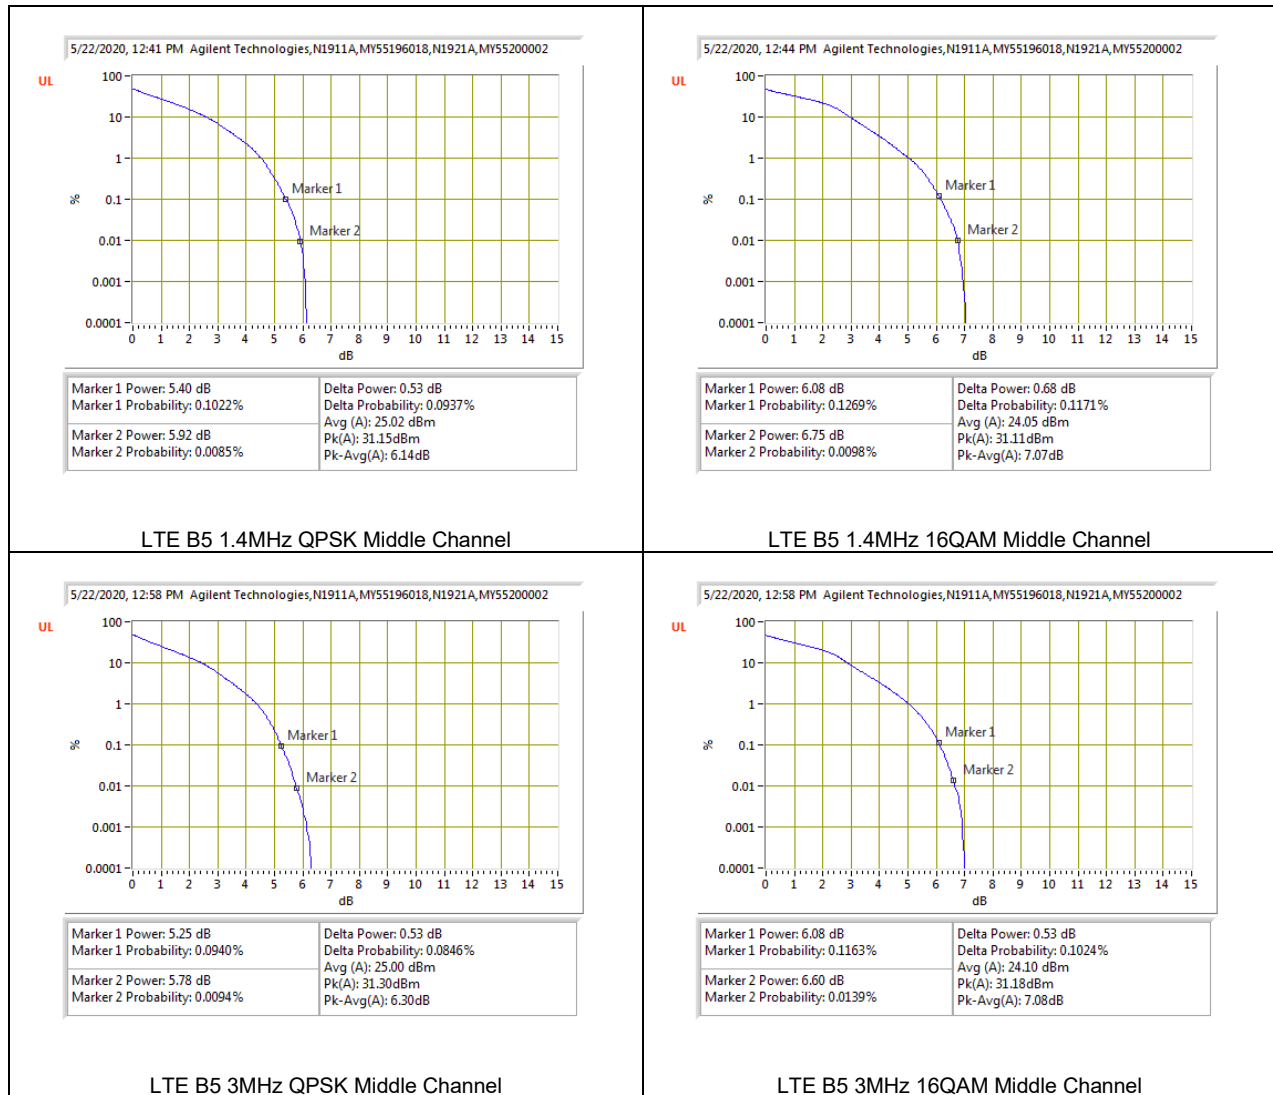 5/22/2020, 12:41 PM Agilent Technologies,N1911A,MY55196018,N1921A,MY55200002
UL
100
10
1
0.1
0.01
0.001
0.0001
%
Marker 1
Marker 2
0 1 2 3 4 5 6 7 8 9 10 11 12 13 14 15
dB
Marker 1 Power: 5.40 dB
Marker 1 Probability: 0.1022%
Marker 2 Power: 5.92 dB
Marker 2 Probability: 0.0085%
Delta Power: 0.53 dB
Delta Probability: 0.0937%
Avg (A): 25.02 dBm
Pk(A): 31.15dBm
Pk-Avg(A): 6.14dB
LTE B5 1.4MHz QPSK Middle Channel
5/22/2020, 12:44 PM Agilent Technologies,N1911A,MY55196018,N1921A,MY55200002
UL
100
10
1
0.1
0.01
0.001
0.0001
%
Marker 1
Marker 2
0 1 2 3 4 5 6 7 8 9 10 11 12 13 14 15
dB
Marker 1 Power: 6.08 dB
Marker 1 Probability: 0.1269%
Marker 2 Power: 6.75 dB
Marker 2 Probability: 0.0098%
Delta Power: 0.68 dB
Delta Probability: 0.1171%
Avg (A): 24.05 dBm
Pk(A): 31.11dBm
Pk-Avg(A): 7.07dB
LTE B5 1.4MHz 16QAM Middle Channel
5/22/2020, 12:58 PM Agilent Technologies,N1911A,MY55196018,N1921A,MY55200002
UL
100
10
1
0.1
0.01
0.001
0.0001
%
Marker 1
Marker 2
0 1 2 3 4 5 6 7 8 9 10 11 12 13 14 15
dB
Marker 1 Power: 5.25 dB
Marker 1 Probability: 0.0940%
Marker 2 Power: 5.78 dB
Marker 2 Probability: 0.0094%
Delta Power: 0.53 dB
Delta Probability: 0.0846%
Avg (A): 25.00 dBm
Pk(A): 31.30dBm
Pk-Avg(A): 6.30dB
LTE B5 3MHz QPSK Middle Channel
5/22/2020, 12:58 PM Agilent Technologies,N1911A,MY55196018,N1921A,MY55200002
UL
100
10
1
0.1
0.01
0.001
0.0001
%
Marker 1
Marker 2
0 1 2 3 4 5 6 7 8 9 10 11 12 13 14 15
dB
Marker 1 Power: 6.08 dB
Marker 1 Probability: 0.1163%
Marker 2 Power: 6.60 dB
Marker 2 Probability: 0.0139%
Delta Power: 0.53 dB
Delta Probability: 0.1024%
Avg (A): 24.10 dBm
Pk(A): 31.18dBm
Pk-Avg(A): 7.08dB
LTE B5 3MHz 16QAM Middle Channel